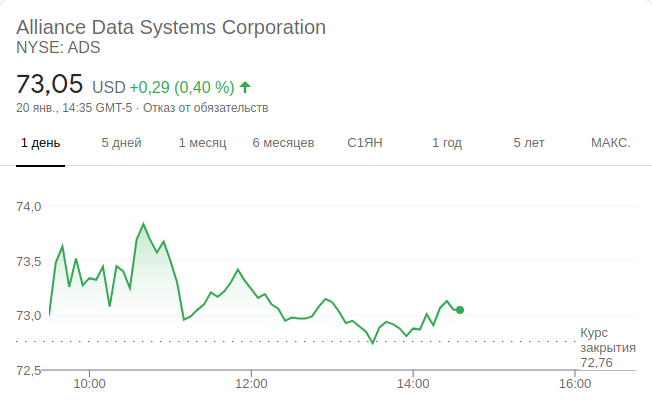 Alliance Data Systems Corporation
NYSE: ADS
73,05 USD +0,29 (0,40 %)
20 янв., 14:35 GMT-5 · Отказ от обязательств
1 день 5 дней 1 месяц 6 месяцев С1ЯН 1 год 5 лет МАКС.
74,0
73,5
73,0
Курс
закрытия
72,76
72,5
10:00 12:00 14:00 16:00